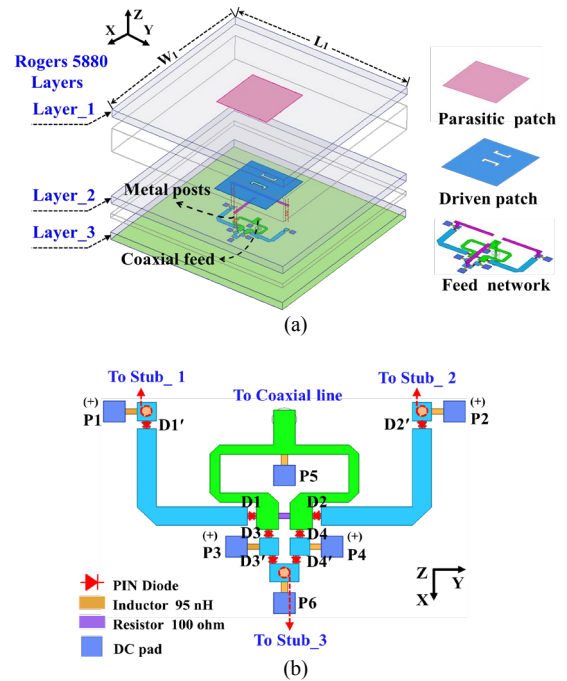 Z
X
Y
Rogers 5880
Layers
Layer_1
W1
L1
Parasitic patch
Driven patch
Layer_2
Metal posts
Layer_3
Coaxial feed
Feed network
(a)
To Stub_ 1
To Coaxial line
To Stub_ 2
(+)
P1
D1′
(+)
P2
D2′
P5
D1
D2
D3
D4
(+)
P3
(+)
P4
D3′
D4′
P6
Z
Y
X
PIN Diode
Inductor 95 nH
Resistor 100 ohm
DC pad
To Stub_3
(b)